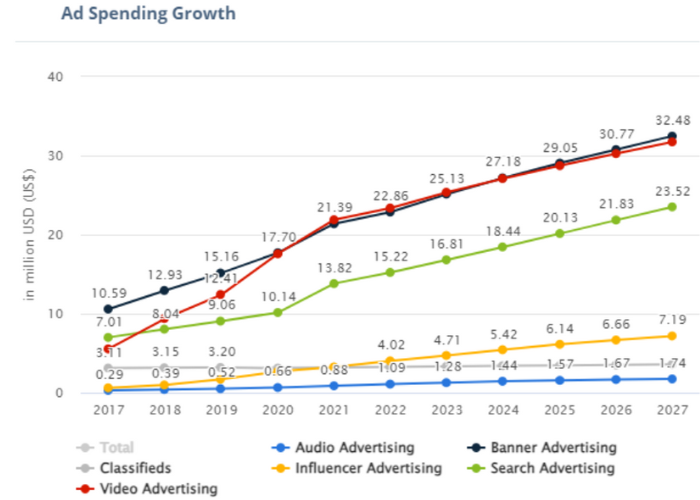 Ad Spending Growth
40
30
20
10
0
in million USD (US$)
10.59 12.93 15.16 17.70 21.39 22.86 25.13 27.18 29.05 30.77 32.48
12.41
7.01 8.04 9.06 10.14 13.82 15.22 16.81 18.44 20.13 21.83 23.52
3.11 3.15 3.20 4.02 4.71 5.42 6.14 6.66 7.19
0.29 0.39 0.52 0.66 0.88 1.09 1.28 1.44 1.57 1.67 1.74
2017 2018 2019 2020 2021 2022 2023 2024 2025 2026 2027
Total Audio Advertising Banner Advertising
Classifieds Influencer Advertising Search Advertising
Video Advertising